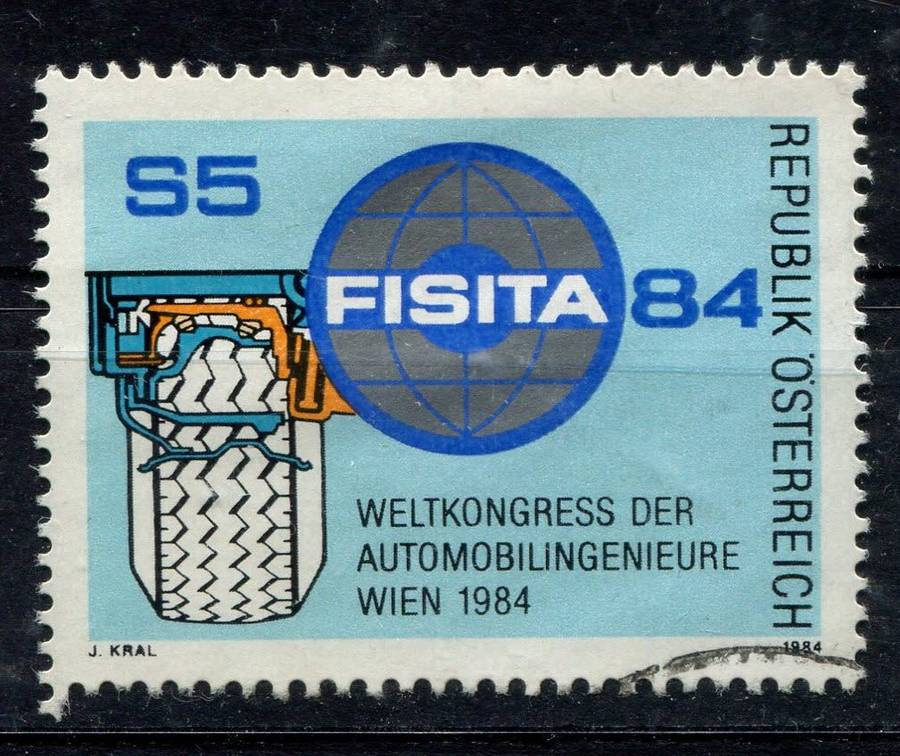 S5
FISITA 84
REPUBLIK ÖSTERREICH
WELTKONGRESS DER
AUTOMOBILiNGENIEURE
WIEN 1984
J. KRAL
1984